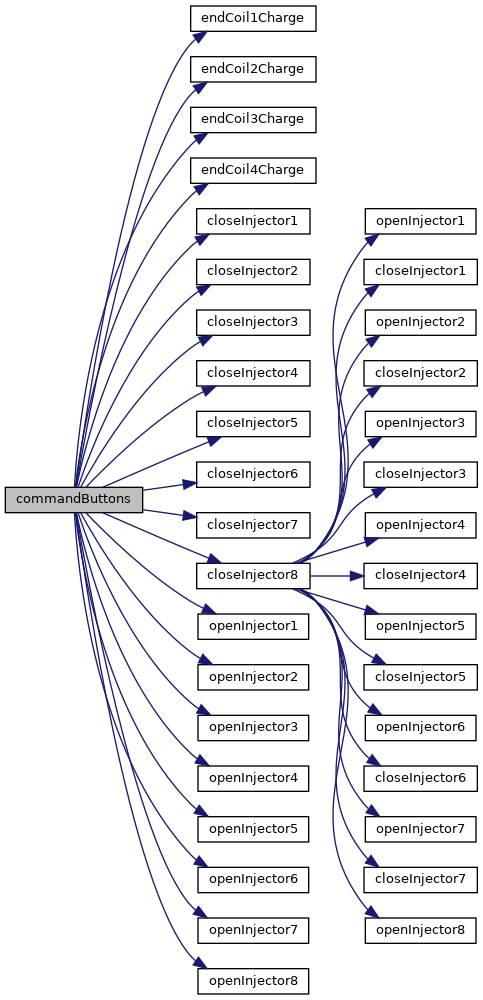 commandButtons
endCoil1Charge
endCoil2Charge
endCoil3Charge
endCoil4Charge
closeInjector1
closeInjector2
closeInjector3
closeInjector4
closeInjector5
closeInjector6
closeInjector7
closeInjector8
openInjector1
openInjector2
openInjector3
openInjector4
openInjector5
openInjector6
openInjector7
openInjector8
openInjector1
closeInjector1
openInjector2
closeInjector2
openInjector3
closeInjector3
openInjector4
closeInjector4
openInjector5
closeInjector5
openInjector6
closeInjector6
openInjector7
closeInjector7
openInjector8